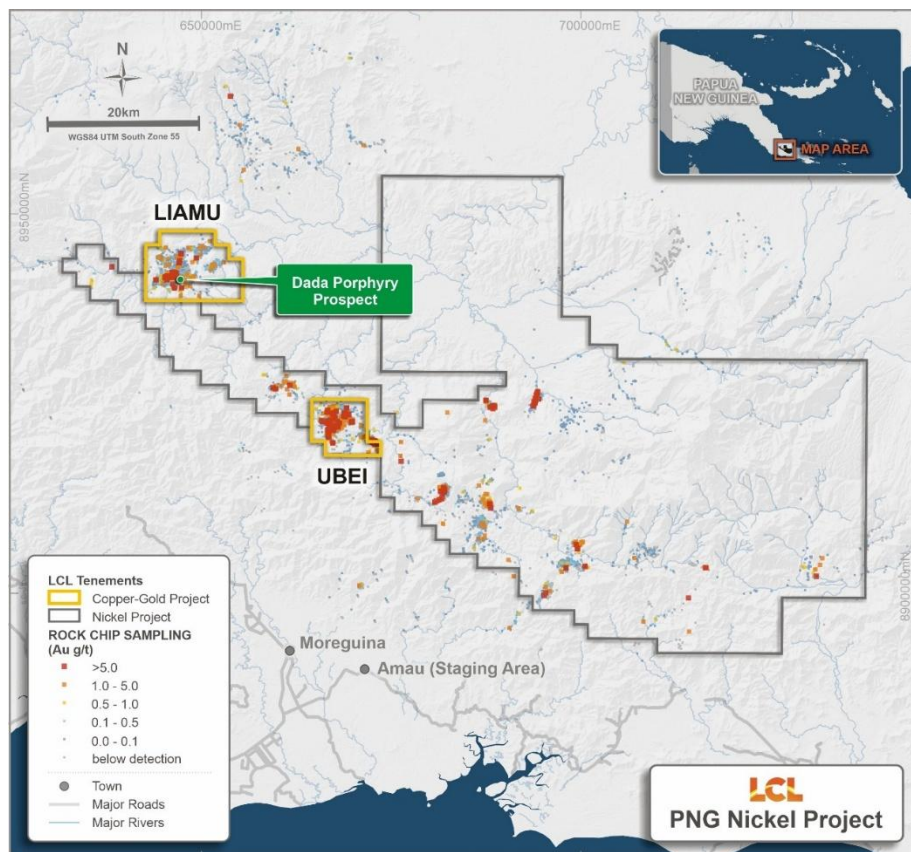 650000mE
700000mE
N
20km
WGS84 UTM South Zone 55
PAPUA
NEW GUINEA
MAP AREA
8950000mN
LIAMU
Dada Porphyry
Prospect
UBEI
8900000mN
LCL Tenements
Copper-Gold Project
Nickel Project
ROCK CHIP SAMPLING
(Au g/t)
>5.0
1.0 - 5.0
0.5 - 1.0
0.1 - 0.5
0.0 - 0.1
below detection
Town
Major Roads
Major Rivers
Moreguina
Amau (Staging Area)
LCL
PNG Nickel Project